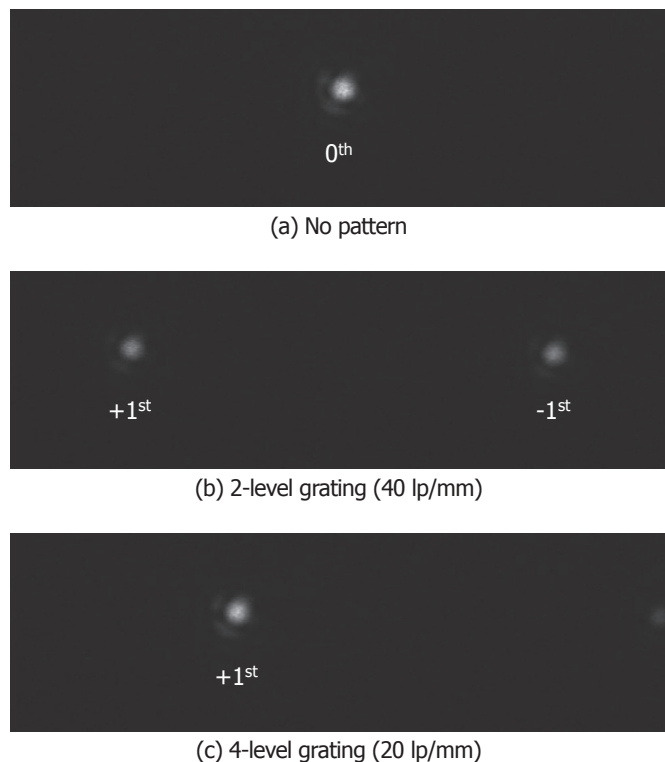 0th
(a) No pattern
+1st
-1st
(b) 2-level grating (40 lp/mm)
+1st
(c) 4-level grating (20 lp/mm)